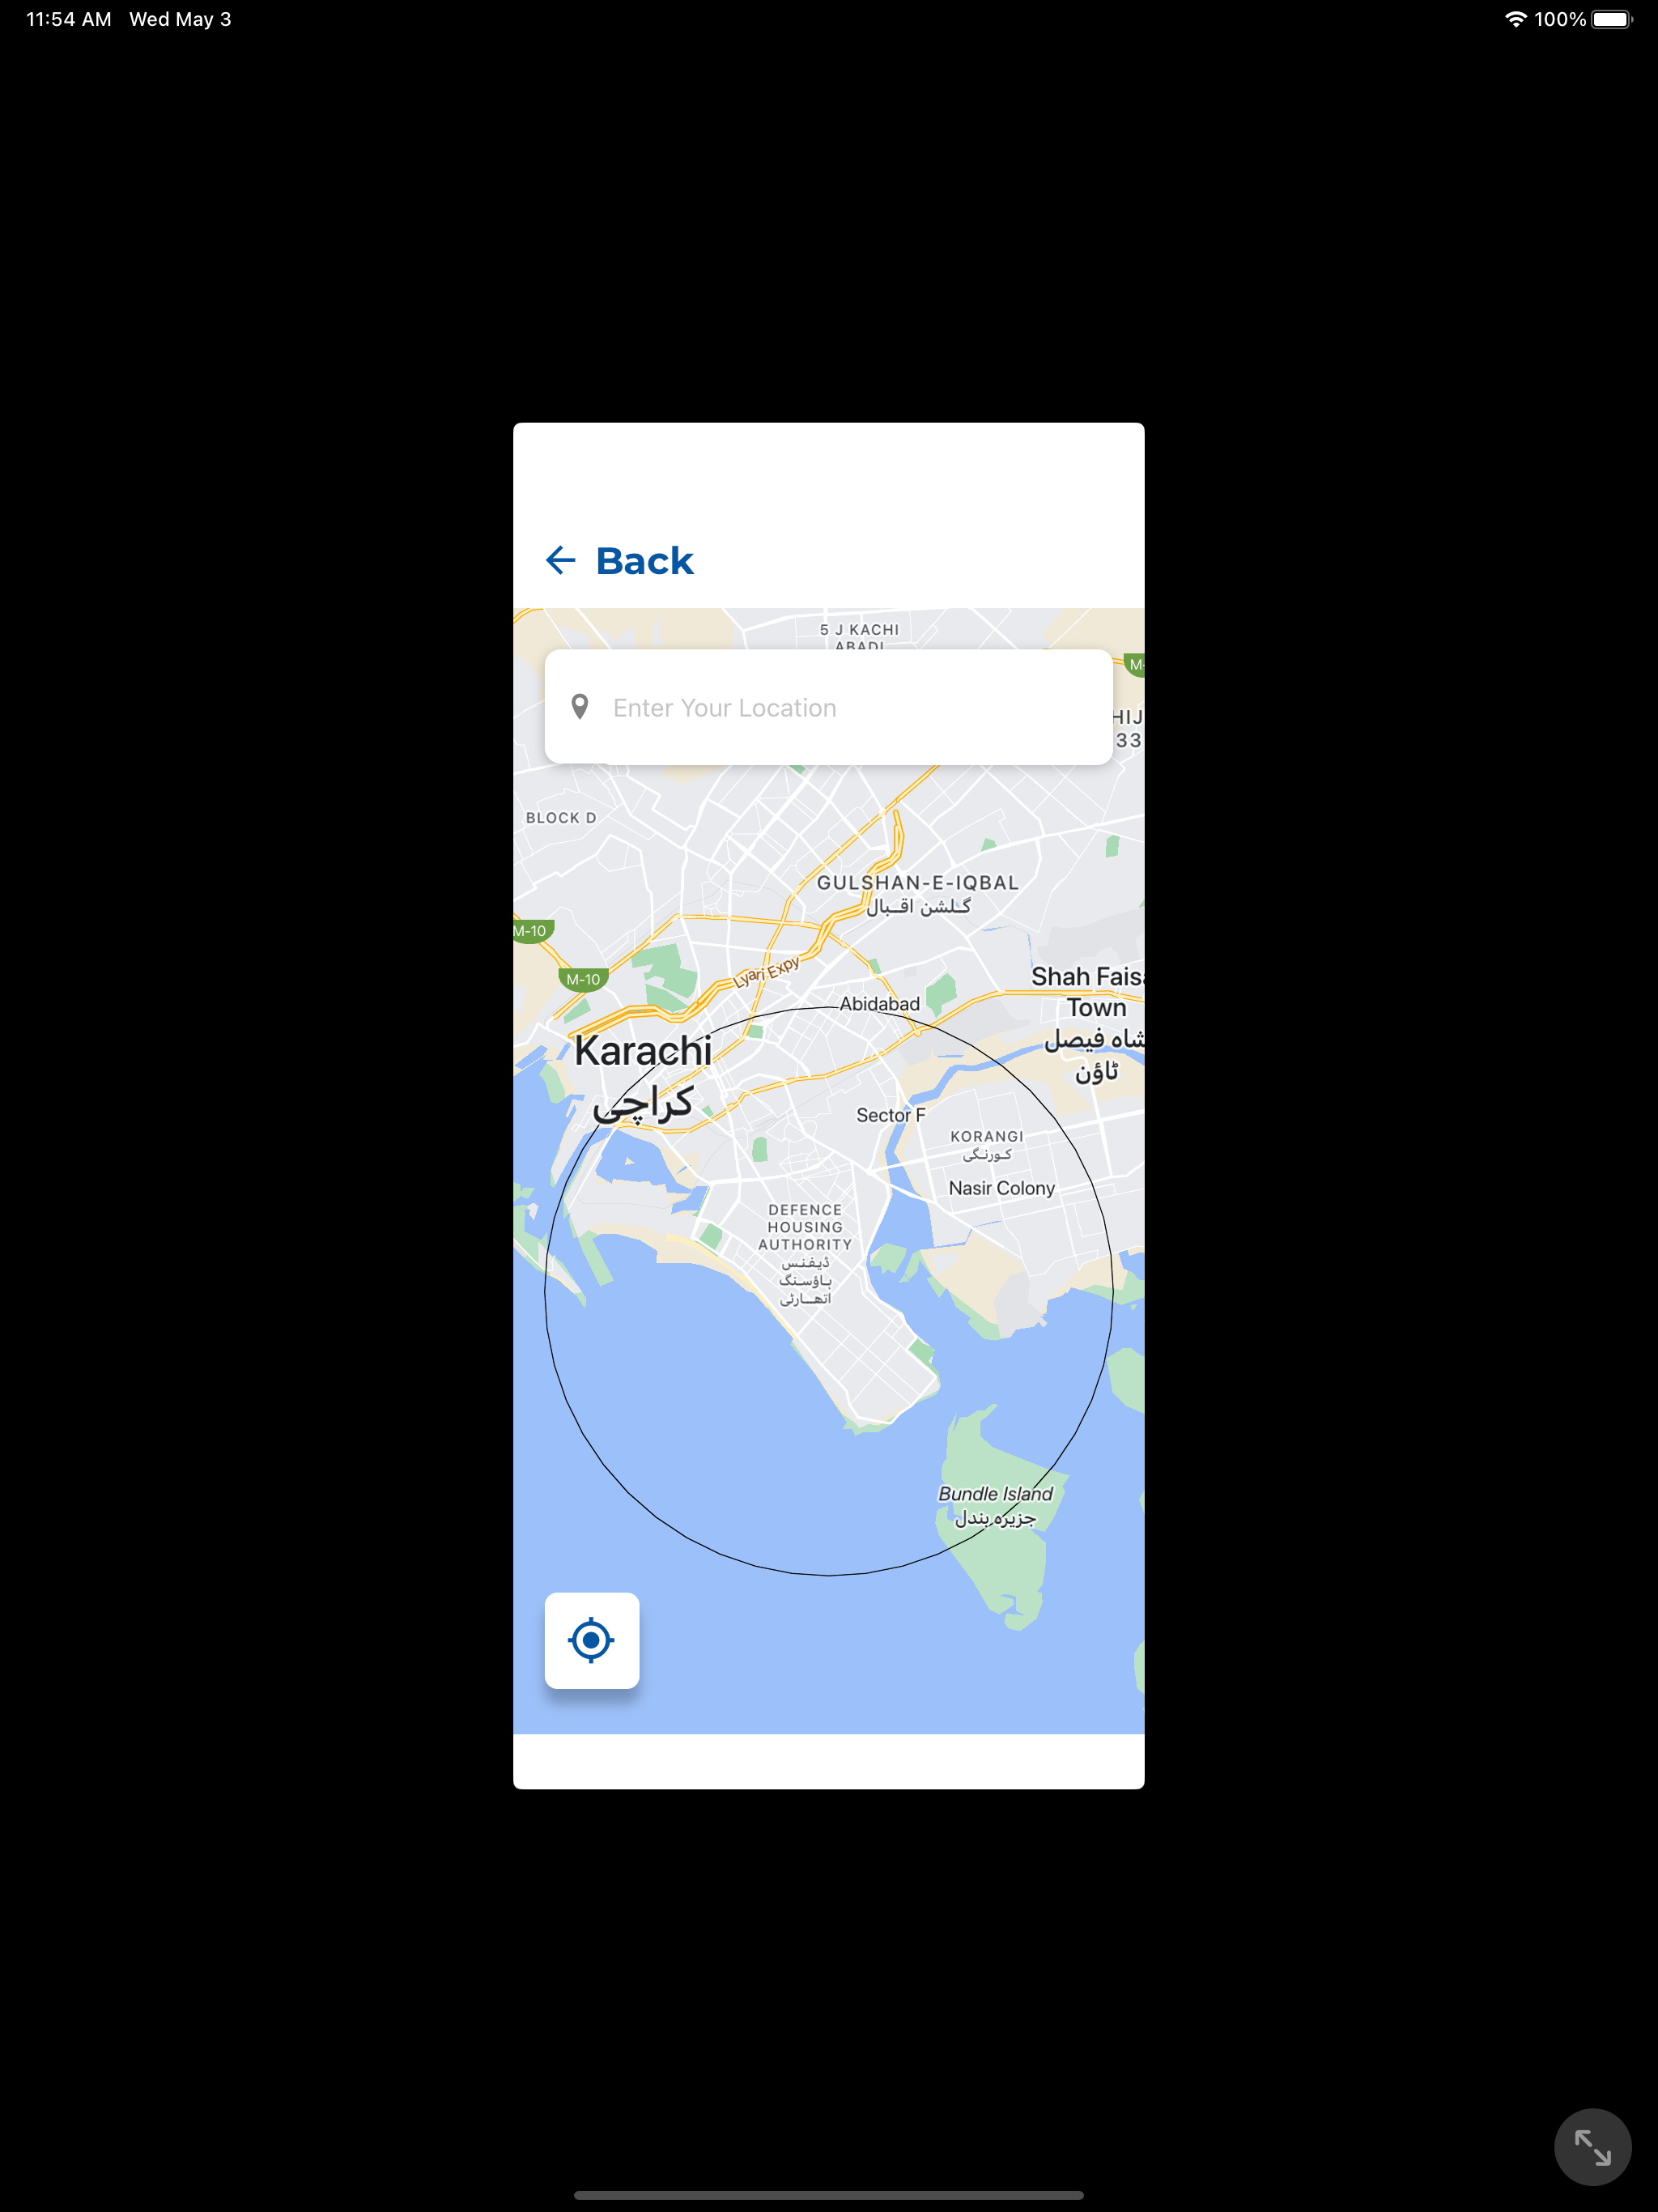 11:54 AM Wed May 3
100%
Back
5 J KACHI
ABADI
M-
Enter Your Location
HIJ
33
BLOCK D
GULSHAN-E-IQBAL
گلشن اقبال
M-10
M-10
Lyari Expy
Shah Faisa
Town
شاہ فیصل
ٹاؤن
Abidabad
Karachi
کراچی
Sector F
KORANGI
کورنگی
Nasir Colony
DEFENCE
HOUSING
AUTHORITY
ڈیفنس
ہاؤسنگ
اتھارٹی
Bundle Island
جزیرہ بندل